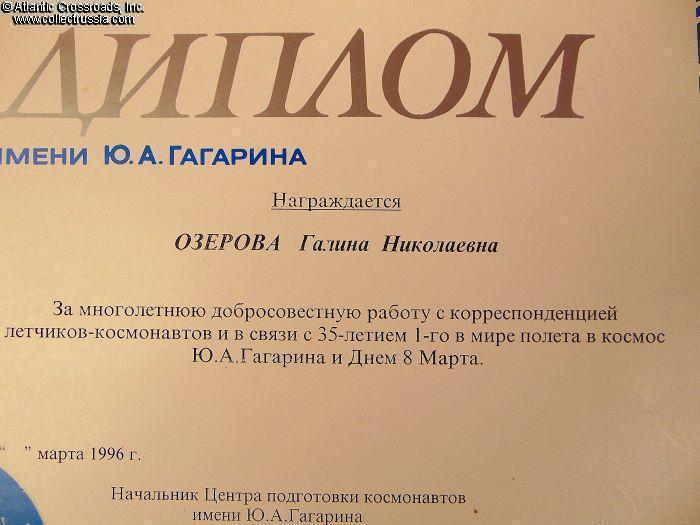 © Atlantic Crossroads, Inc.
www.collectrussia.com
ДИПЛОМ
ИМЕНИ Ю.А.ГАГАРИНА
Награждается
ОЗЕРОВА Галина Николаевна
За многолетнюю добросовестную работу с корреспонденцией
летчиков-космонавтов и в связи с 35-летием 1-го в мире полета в космос
Ю.А.Гагарина и Днем 8 Марта.
“ ” марта 1996 г.
Начальник Центра подготовки космонавтов
имени Ю.А.Гагарина